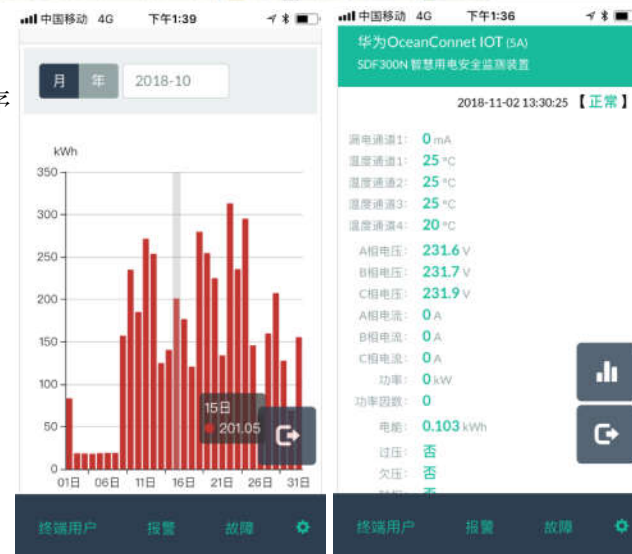 中国移动 4G 下午1:39
月 年 2018-10
kWh
350
300
250
200
150
100
50
0
15日
201.05
01日 06日 11日 16日 21日 26日 31日
终端用户 报警 故障
中国移动 4G 下午1:36
华为OceanConnet IOT (SA)
SDF300N 智慧用电安全监测装置
2018-11-02 13:30:25 【正常】
漏电通道1: 0 mA
温度通道1: 25 °C
温度通道2: 25 °C
温度通道3: 25 °C
温度通道4: 20 °C
A相电压: 231.6 V
B相电压: 231.7 V
C相电压: 231.9 V
A相电流: 0 A
B相电流: 0 A
C相电流: 0 A
功率: 0 kW
功率因数: 0
电能: 0.103 kWh
过压: 否
欠压: 否
终端用户 报警 故障